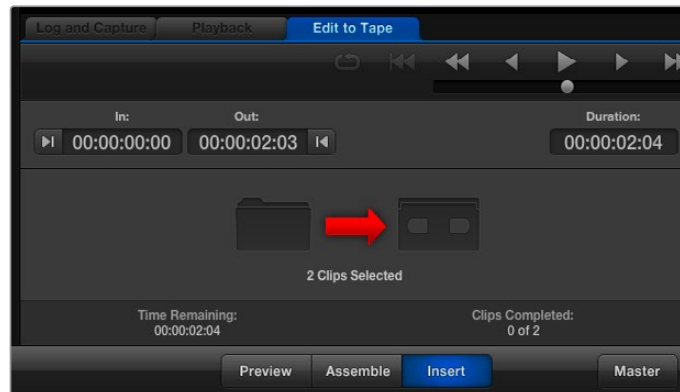 Log and Capture Playback Edit to Tape
In: Out: Duration:
00:00:00:00 00:00:02:03 00:00:02:04
2 Clips Selected
Time Remaining: Clips Completed:
00:00:02:04 0 of 2
Preview Assemble Insert Master